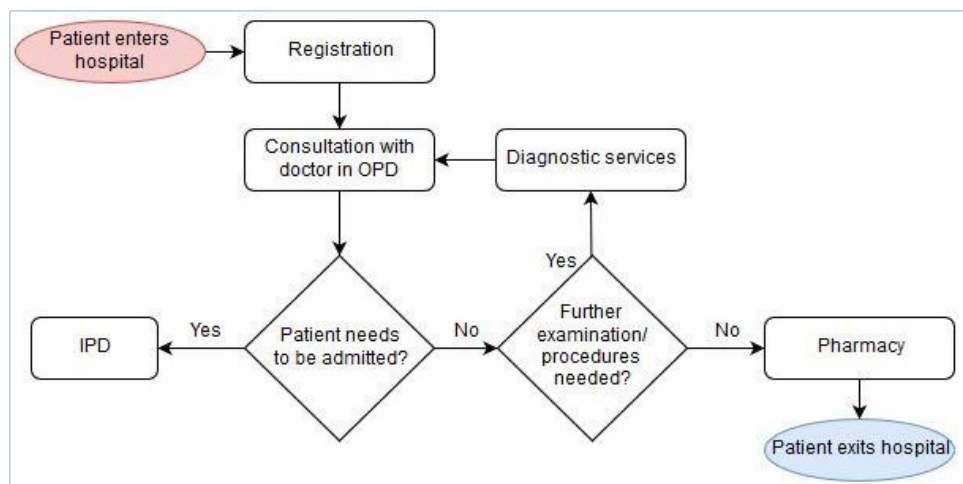 Patient enters
hospital
Registration
Consultation with
doctor in OPD
Diagnostic services
Yes
Further
examination/
procedures
needed?
Patient needs
to be admitted?
Yes
IPD
No
No
Pharmacy
Patient exits hospital